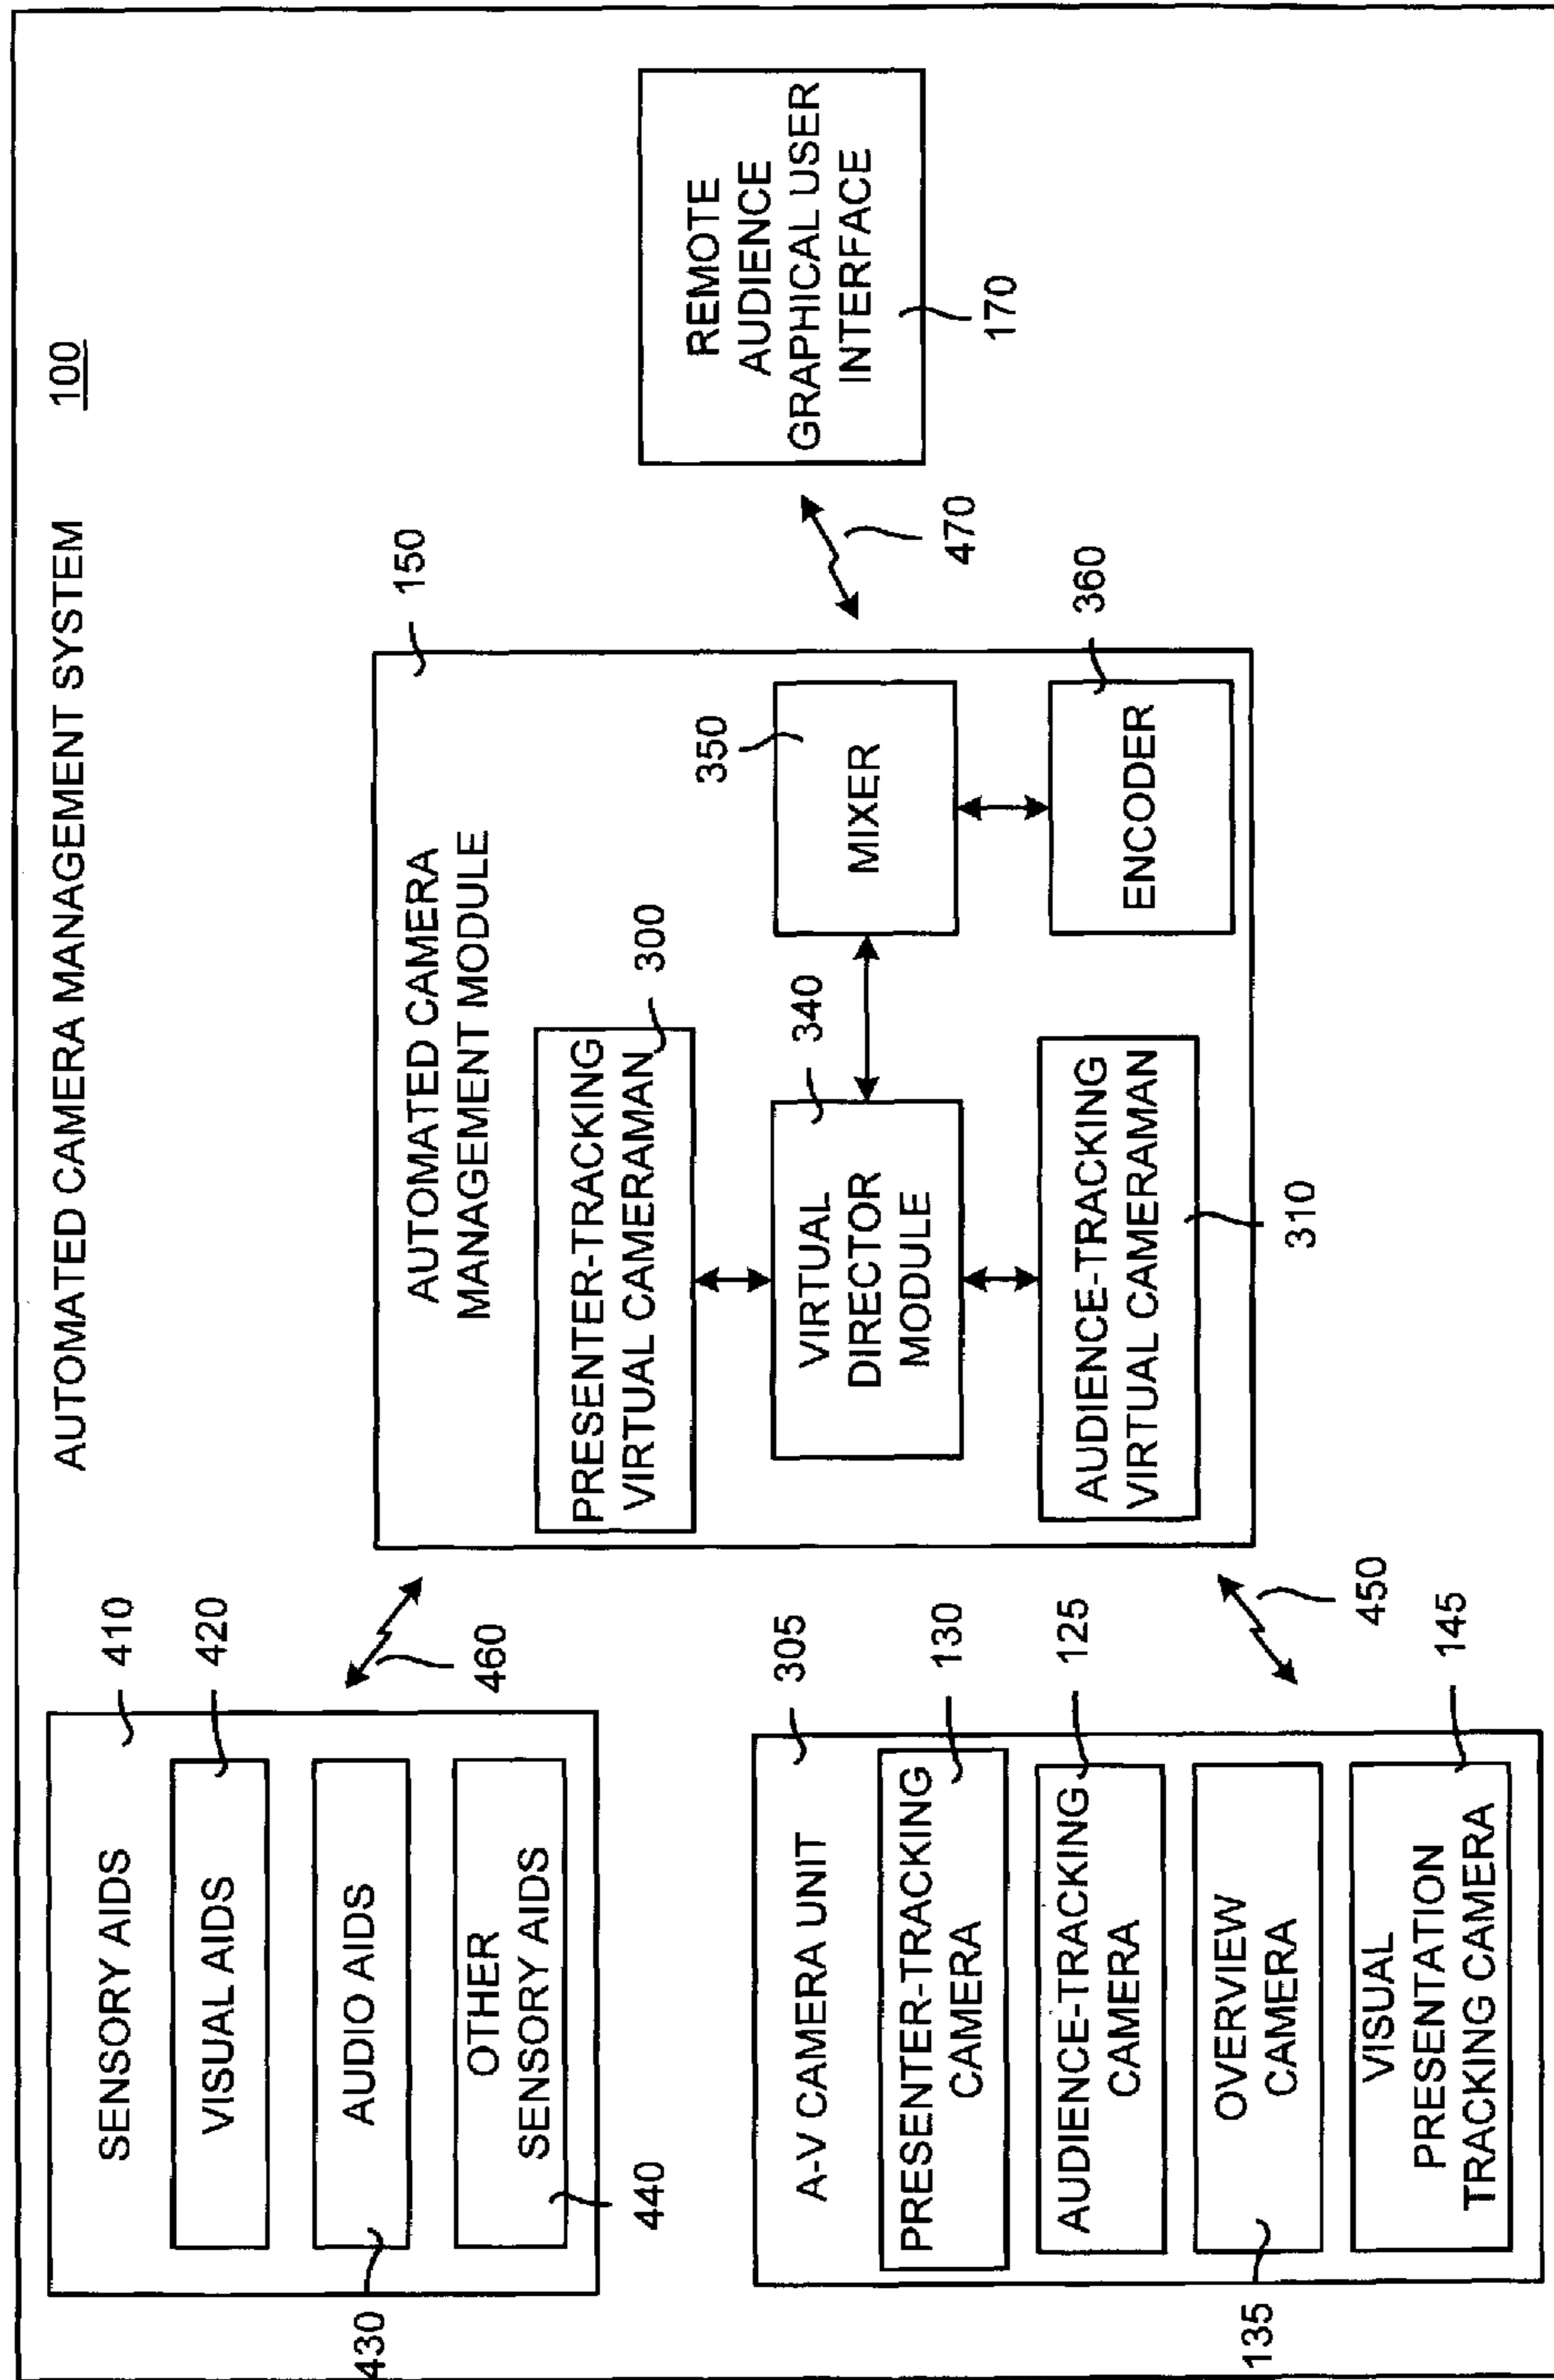 AUTOMATED CAMERA MANAGEMENT SYSTEM
100
SENSORY AIDS
410
VISUAL AIDS
420
AUDIO AIDS
430
OTHER
SENSORY AIDS
440
460
A-V CAMERA UNIT
305
PRESENTER-TRACKING
CAMERA
130
AUDIENCE-TRACKING
CAMERA
125
OVERVIEW
CAMERA
135
VISUAL
PRESENTATION
TRACKING CAMERA
145
450
AUTOMATED CAMERA
MANAGEMENT MODULE
150
PRESENTER-TRACKING
VIRTUAL CAMERAMAN
300
VIRTUAL
DIRECTOR
MODULE
340
AUDIENCE-TRACKING
VIRTUAL CAMERAMAN
310
MIXER
350
ENCODER
360
470
REMOTE
AUDIENCE
GRAPHICAL USER
INTERFACE
170